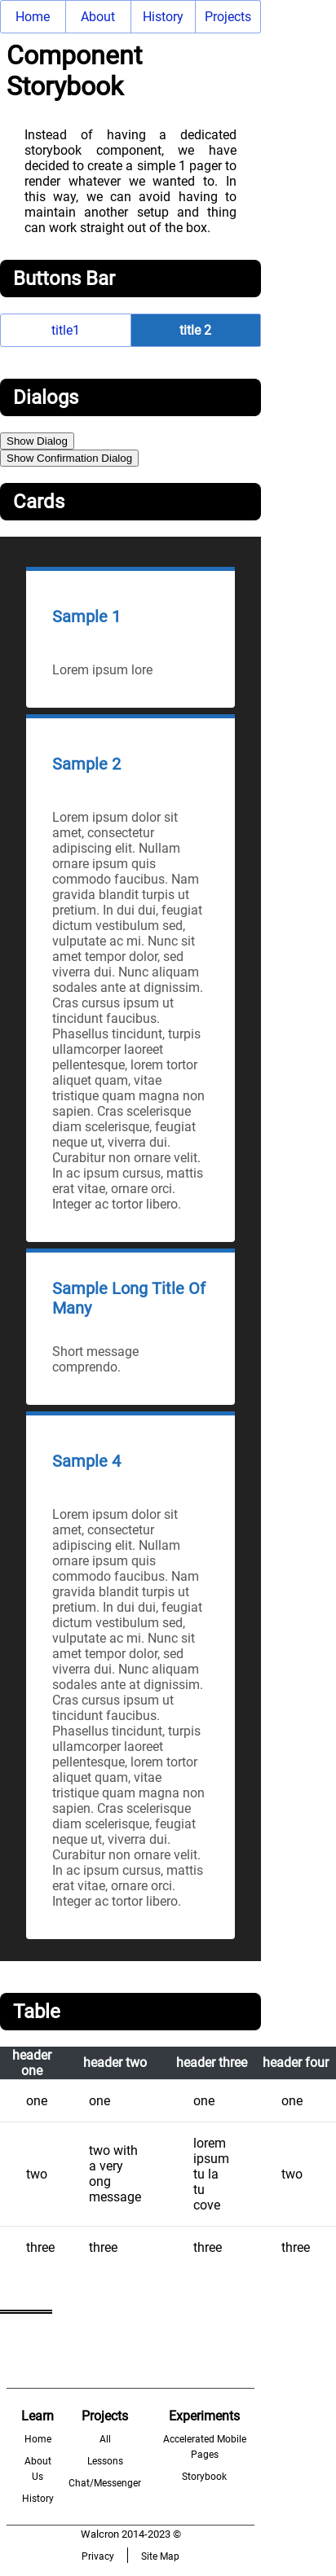 Home About History Projects
Component
Storybook
Instead of having a dedicated
storybook component, we have
decided to create a simple 1 pager to
render whatever we wanted to. In
this way, we can avoid having to
maintain another setup and thing
can work straight out of the box.
Buttons Bar
title1 title 2
Dialogs
Show Dialog
Show Confirmation Dialog
Cards
Sample 1
Lorem ipsum lore
Sample 2
Lorem ipsum dolor sit
amet, consectetur
adipiscing elit. Nullam
ornare ipsum quis
commodo faucibus. Nam
gravida blandit turpis ut
pretium. In dui dui, feugiat
dictum vestibulum sed,
vulputate ac mi. Nunc sit
amet tempor dolor, sed
viverra dui. Nunc aliquam
sodales ante at dignissim.
Cras cursus ipsum ut
tincidunt faucibus.
Phasellus tincidunt, turpis
ullamcorper laoreet
pellentesque, lorem tortor
aliquet quam, vitae
tristique quam magna non
sapien. Cras scelerisque
diam scelerisque, feugiat
neque ut, viverra dui.
Curabitur non ornare velit.
In ac ipsum cursus, mattis
erat vitae, ornare orci.
Integer ac tortor libero.
Sample Long Title Of
Many
Short message
comprendo.
Sample 4
Lorem ipsum dolor sit
amet, consectetur
adipiscing elit. Nullam
ornare ipsum quis
commodo faucibus. Nam
gravida blandit turpis ut
pretium. In dui dui, feugiat
dictum vestibulum sed,
vulputate ac mi. Nunc sit
amet tempor dolor, sed
viverra dui. Nunc aliquam
sodales ante at dignissim.
Cras cursus ipsum ut
tincidunt faucibus.
Phasellus tincidunt, turpis
ullamcorper laoreet
pellentesque, lorem tortor
aliquet quam, vitae
tristique quam magna non
sapien. Cras scelerisque
diam scelerisque, feugiat
neque ut, viverra dui.
Curabitur non ornare velit.
In ac ipsum cursus, mattis
erat vitae, ornare orci.
Integer ac tortor libero.
Table
header
one
header two
header three
header four
one one one one
two
two with
a very
ong
message
lorem
ipsum
tu la
tu
cove
two
three three three three
Learn
Home
About
Us
History
Projects
All
Lessons
Chat/Messenger
Experiments
Accelerated Mobile
Pages
Storybook
Walcron 2014-2023 ©
Privacy Site Map